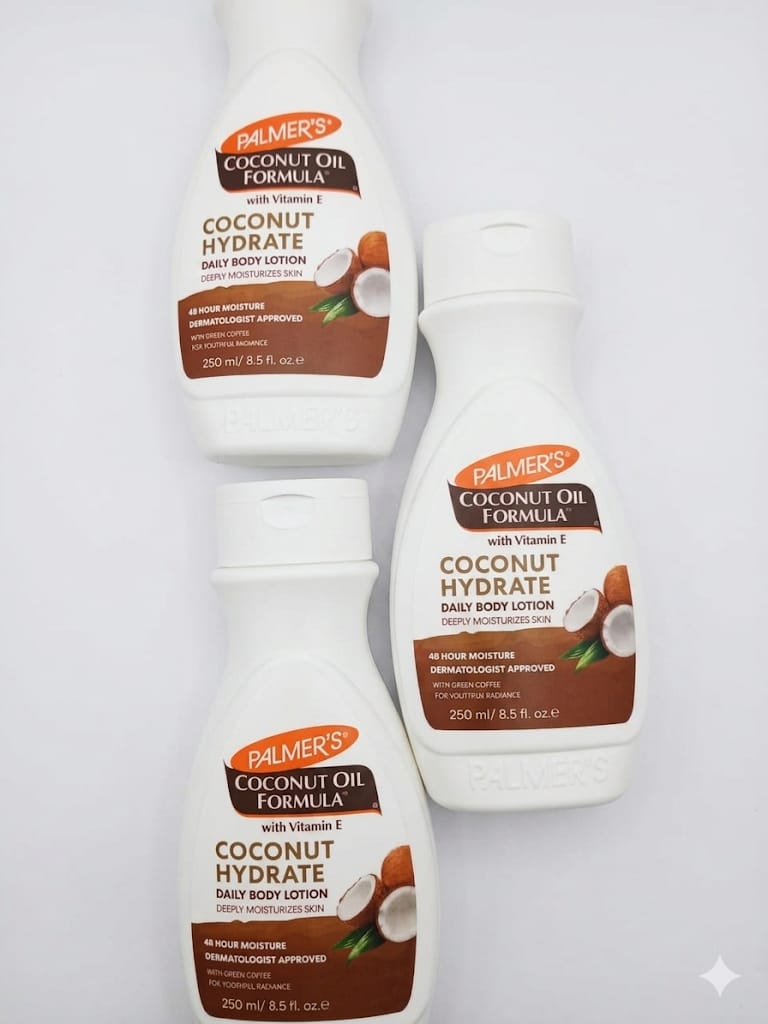 PALMER'S®
COCONUT OIL
FORMULA®
with Vitamin E
COCONUT
HYDRATE
DAILY BODY LOTION
DEEPLY MOISTURIZES SKIN
48 HOUR MOISTURE
DERMATOLOGIST APPROVED
WITH GREEN COFFEE
250 ml/ 8.5 fl. oz.℮
PALMER'S
PALMER'S®
COCONUT OIL
FORMULA
with Vitamin E
COCONUT
HYDRATE
DAILY BODY LOTION
DEEPLY MOISTURIZES SKIN
48 HOUR MOISTURE
DERMATOLOGIST APPROVED
WITH GREEN COFFEE
FOR RADIANCE
250 ml/ 8.5 fl. oz.℮
PALMER'S
PALMER'S®
COCONUT OIL
FORMULA
with Vitamin E
COCONUT
HYDRATE
DAILY BODY LOTION
DEEPLY MOISTURIZES SKIN
48 HOUR MOISTURE
DERMATOLOGIST APPROVED
WITH GREEN COFFEE
250 ml/ 8.5 fl. oz.℮